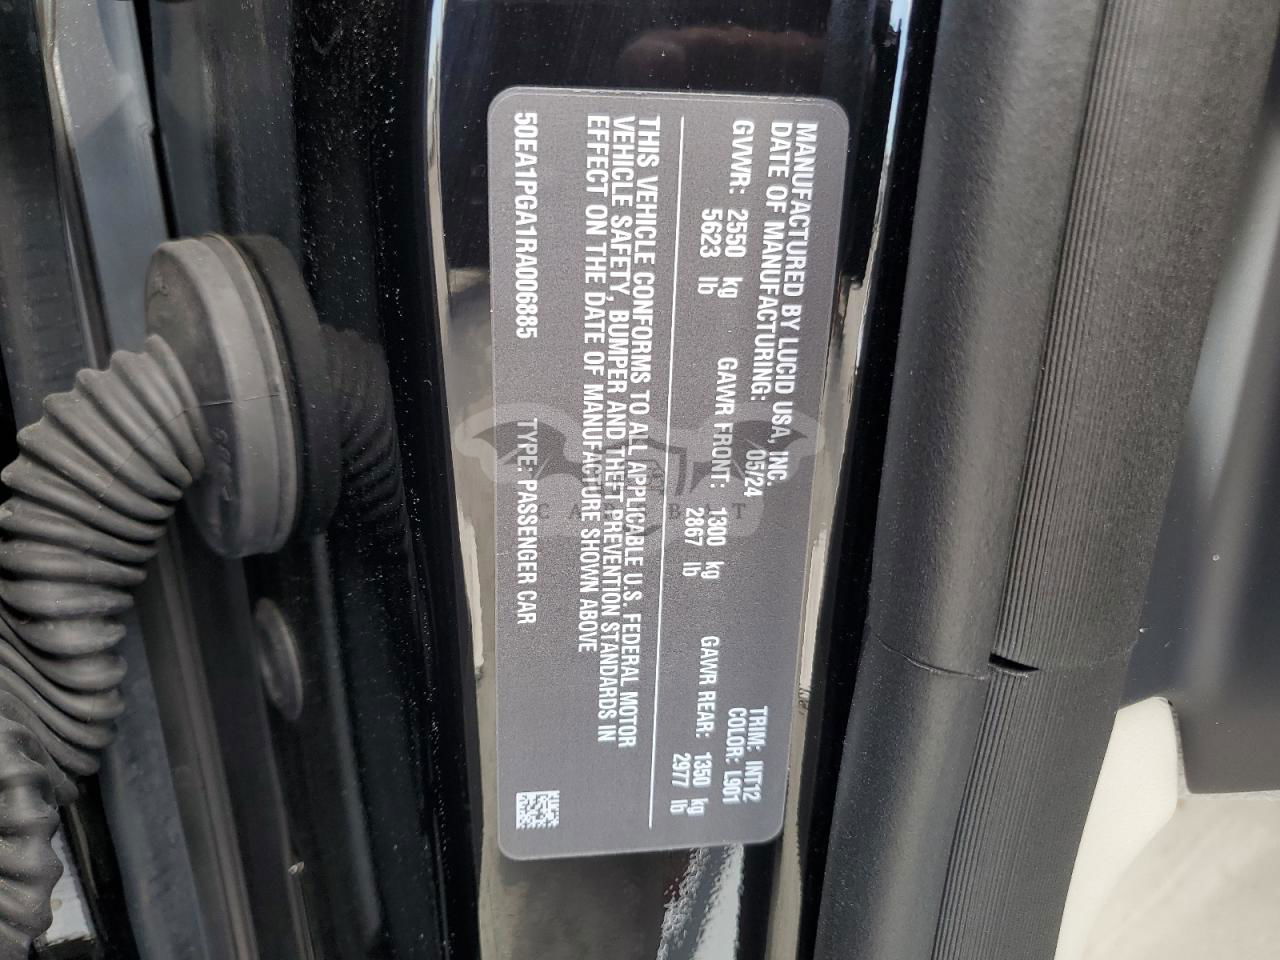 MANUFACTURED BY LUCID USA, INC.
DATE OF MANUFACTURING: 05/24
TRIM: INT12
COLOR: L901
GVWR: 2550 kg GAWR FRONT: 1300 kg GAWR REAR: 1350 kg
5623 lb 2867 lb 2977 lb
THIS VEHICLE CONFORMS TO ALL APPLICABLE U.S. FEDERAL MOTOR
VEHICLE SAFETY, BUMPER AND THEFT PREVENTION STANDARDS IN
EFFECT ON THE DATE OF MANUFACTURE SHOWN ABOVE
50EA1PGA1RA006885 TYPE: PASSENGER CAR